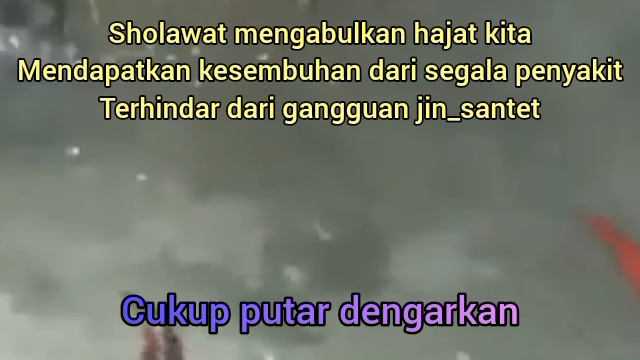 Sholawat mengabulkan hajat kita
Mendapatkan kesembuhan dari segala penyakit
Terhindar dari gangguan jin_santet
Cukup putar dengarkan